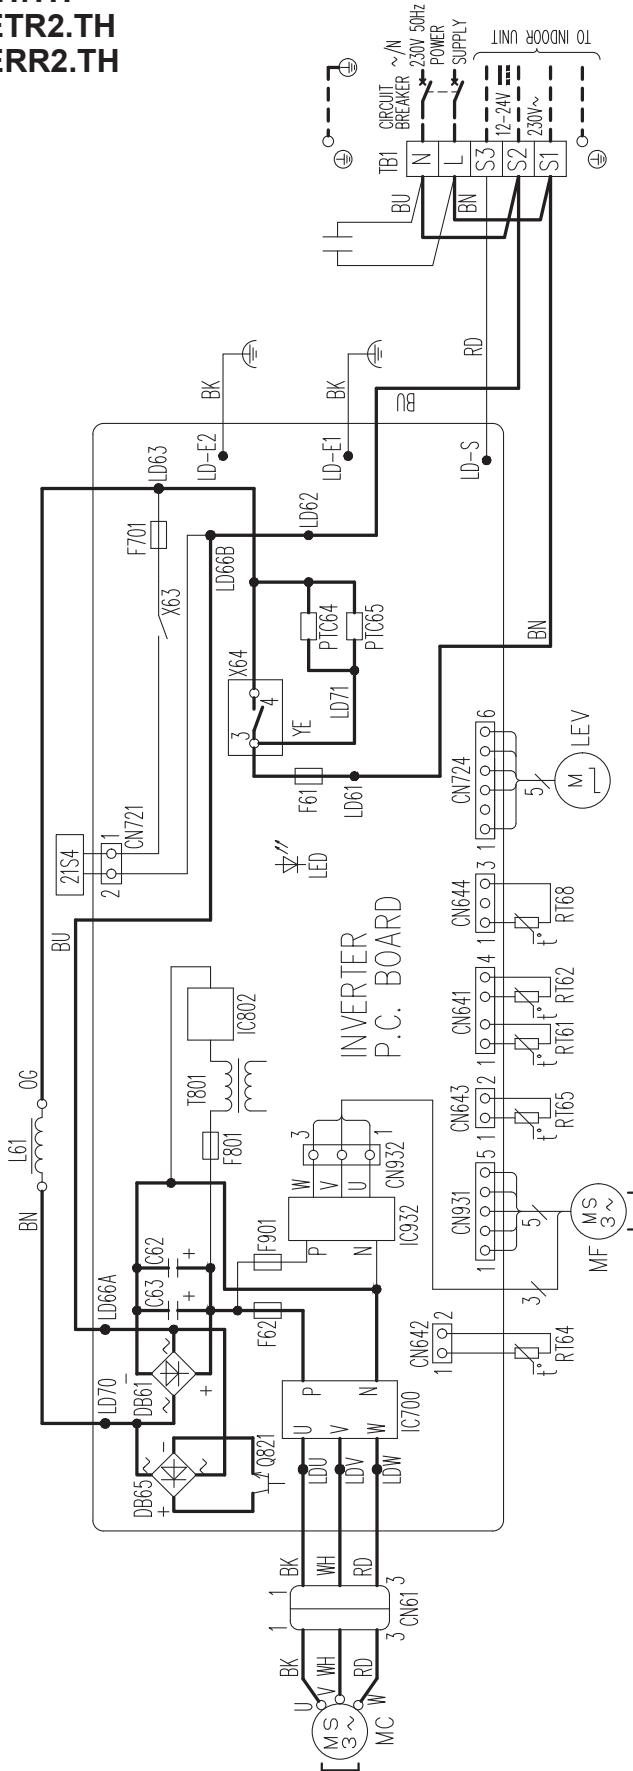 ETR2.TH
ERR2.TH
TO INDOOR UNIT
~/N
230V 50Hz
POWER
SUPPLY
12-24V
230V~
CIRCUIT
BREAKER
TB1
N
L
S3
S2
S1
BU
BN
RD
BK
BK
BU
LD-E2
LD-E1
LD-S
LD63
F701
X63
LD66B
LD62
PTC64
PTC65
X64
3
4
YE
LD71
BN
F61
LD61
21S4
2
1
CN721
LED
BU
OG
L61
BN
INVERTER
P.C. BOARD
IC802
T801
F801
CN724
1
6
5
M
LEV
CN644
1
3
t°
RT68
CN641
1
4
t°
RT62
t°
RT61
CN643
1
2
t°
RT65
CN931
1
5
5
3
MS
3~
MF
CN642
1
2
t°
RT64
3
1
CN932
W
V
U
IC932
P
N
F901
F62
C62
+
C63
+
LD66A
LD70
DB61
-
~
~
+
DB65
+
-
~
~
Q821
IC700
P
N
U
V
W
LDU
LDV
LDW
BK
WH
RD
1
1
3
3
CN61
BK
WH
RD
U
V
W
MS
3~
MC